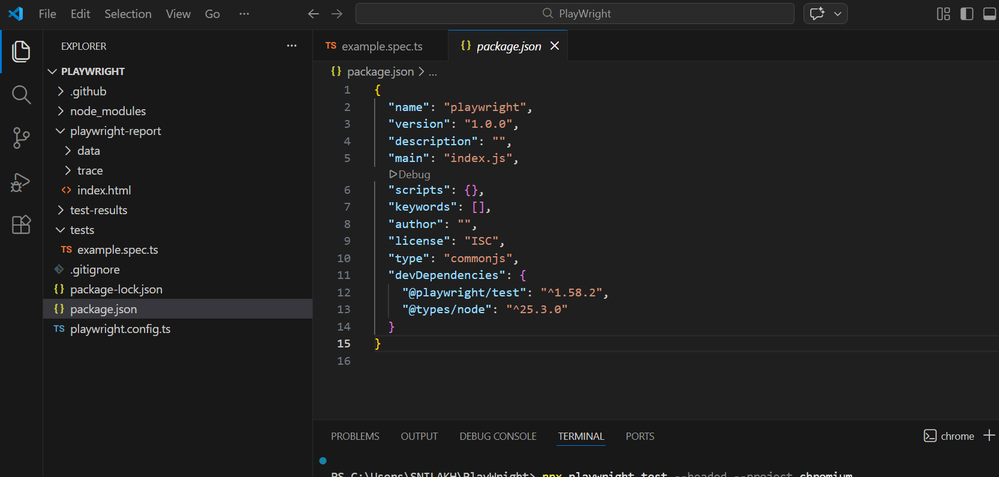 File Edit Selection View Go ···
PlayWright
EXPLORER ···
PLAYWRIGHT
.github
node_modules
playwright-report
data
trace
index.html
test-results
tests
TS example.spec.ts
.gitignore
{} package-lock.json
{} package.json
TS playwright.config.ts
TS example.spec.ts
{} package.json
{} package.json > ...
1 {
2 "name": "playwright",
3 "version": "1.0.0",
4 "description": "",
5 "main": "index.js",
Debug
6 "scripts": {},
7 "keywords": [],
8 "author": "",
9 "license": "ISC",
10 "type": "commonjs",
11 "devDependencies": {
12 "@playwright/test": "^1.58.2",
13 "@types/node": "^25.3.0"
14 }
15 }
16
PROBLEMS OUTPUT DEBUG CONSOLE TERMINAL PORTS
chrome
PS C:\Users\SNILAKH\PlayWright> npx playwright test --headed --project chromium